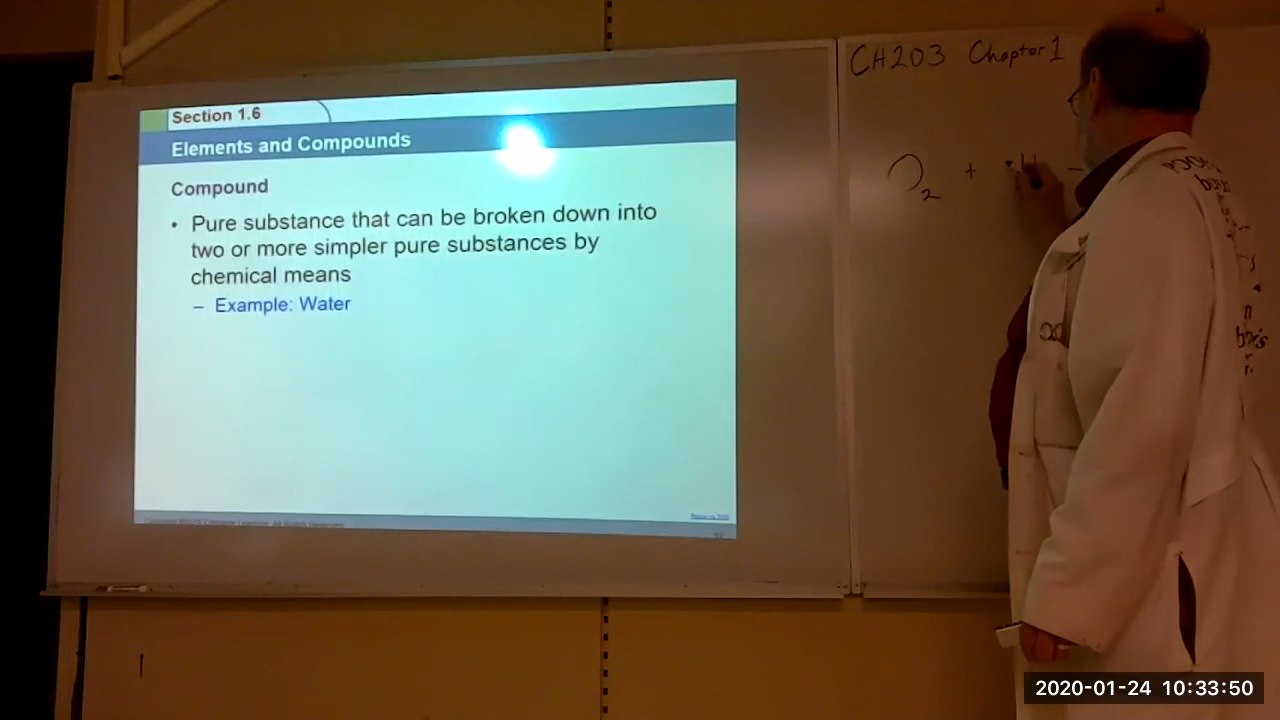 Section 1.6
Elements and Compounds
Compound
• Pure substance that can be broken down into
two or more simpler pure substances by
chemical means
– Example: Water
CH203 Chapter 1
O2 +
2020-01-24 10:33:50